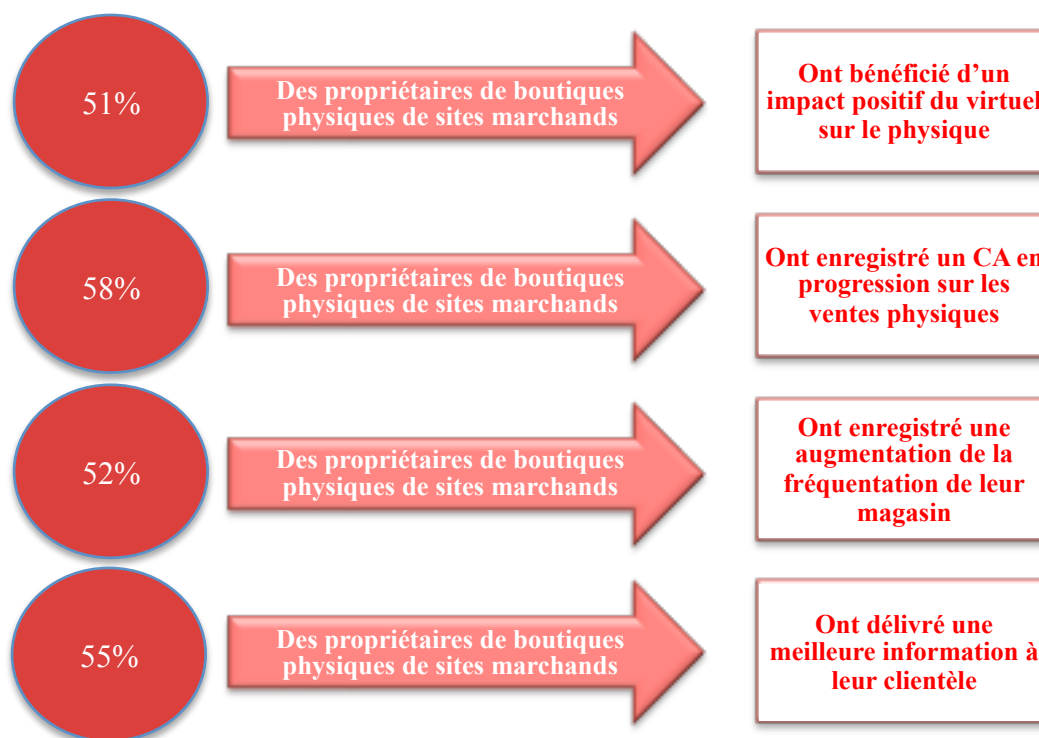 51%
Des propriétaires de boutiques
physiques de sites marchands
Ont bénéficié d'un
impact positif du virtuel
sur le physique
58%
Des propriétaires de boutiques
physiques de sites marchands
Ont enregistré un CA en
progression sur les
ventes physiques
52%
Des propriétaires de boutiques
physiques de sites marchands
Ont enregistré une
augmentation de la
fréquentation de leur
magasin
55%
Des propriétaires de boutiques
physiques de sites marchands
Ont délivré une
meilleure information à
leur clientèle